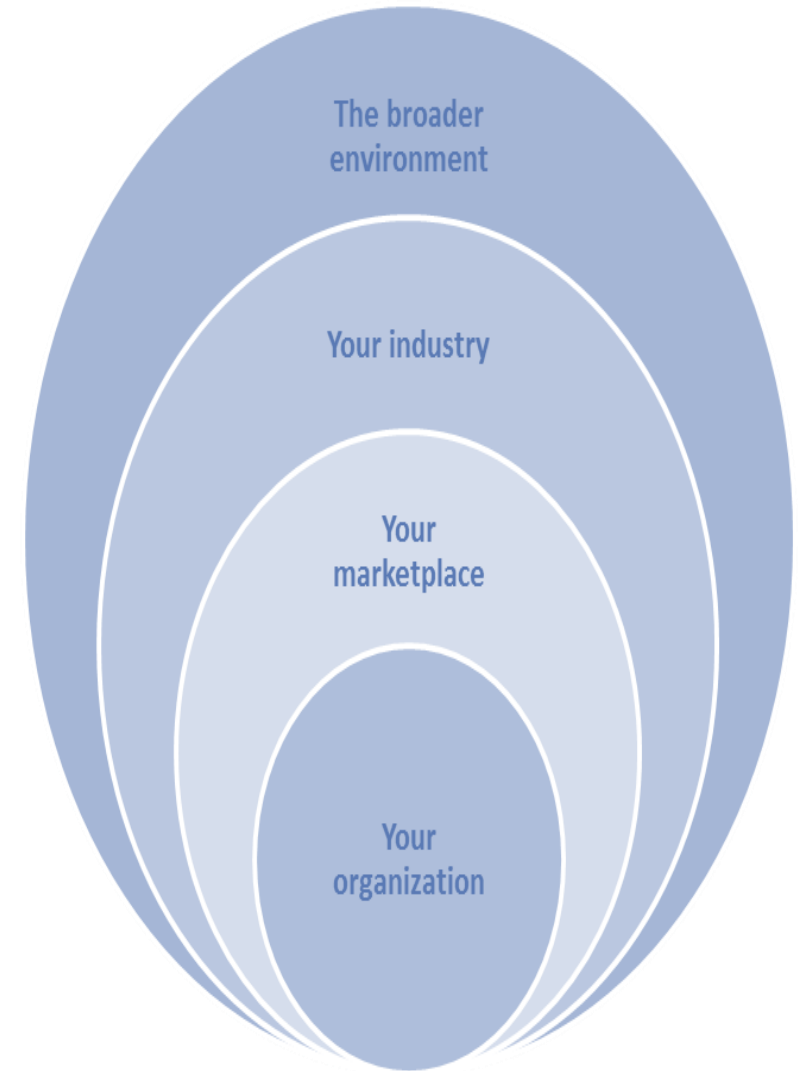 The broader
environment
Your industry
Your
marketplace
Your
organization